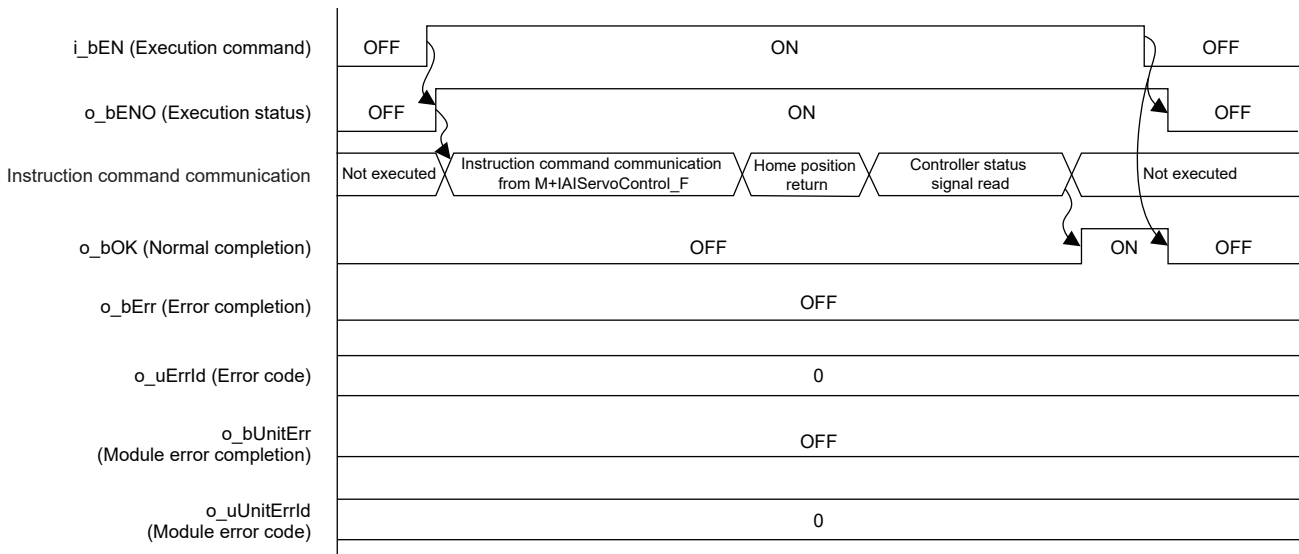 i_bEN (Execution command)
OFF
ON
OFF
o_bENO (Execution status)
OFF
ON
OFF
Instruction command communication
Not executed
Instruction command communication
from M+IAIServoControl_F
Home position
return
Controller status
signal read
Not executed
o_bOK (Normal completion)
OFF
ON
OFF
o_bErr (Error completion)
OFF
o_uErrId (Error code)
0
o_bUnitErr
(Module error completion)
OFF
o_uUnitErrId
(Module error code)
0